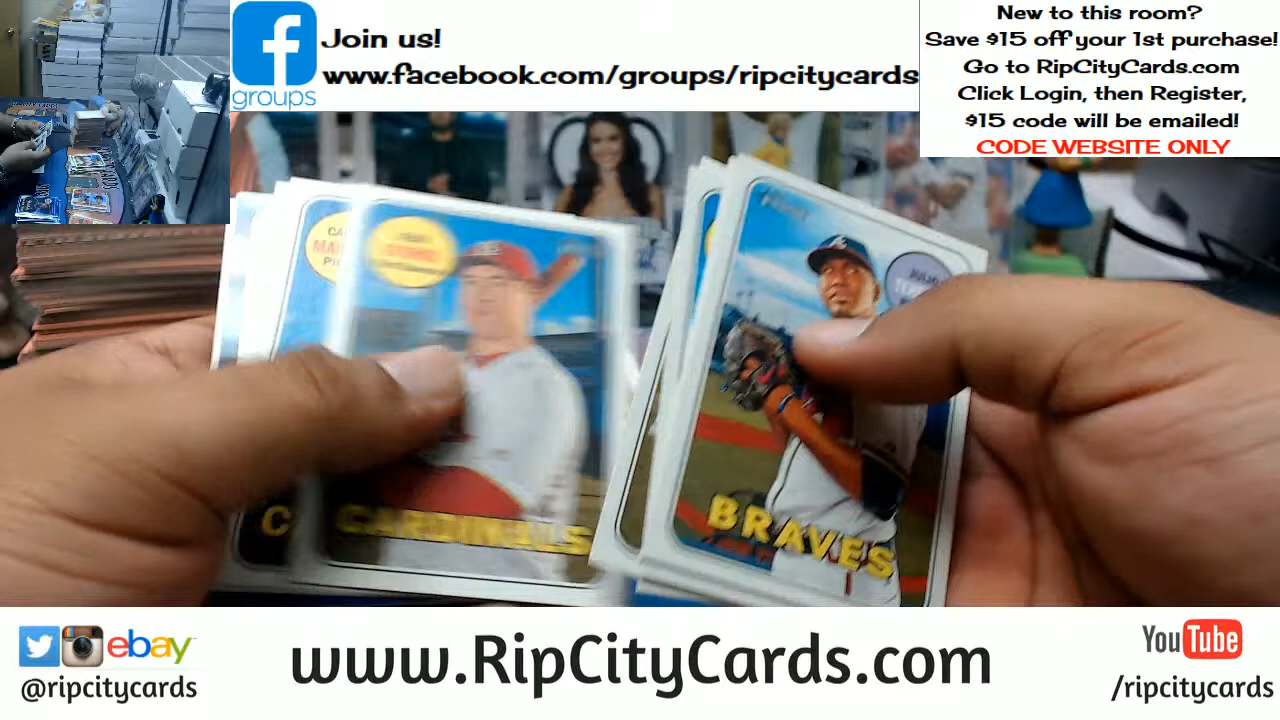 Join us!
www.facebook.com/groups/ripcitycards
groups
New to this room?
Save $15 off your 1st purchase!
Go to RipCityCards.com
Click Login, then Register,
$15 code will be emailed!
CODE WEBSITE ONLY
CARDINALS
BRAVES
ebay
@ripcitycards
www.RipCityCards.com
YouTube
/ripcitycards